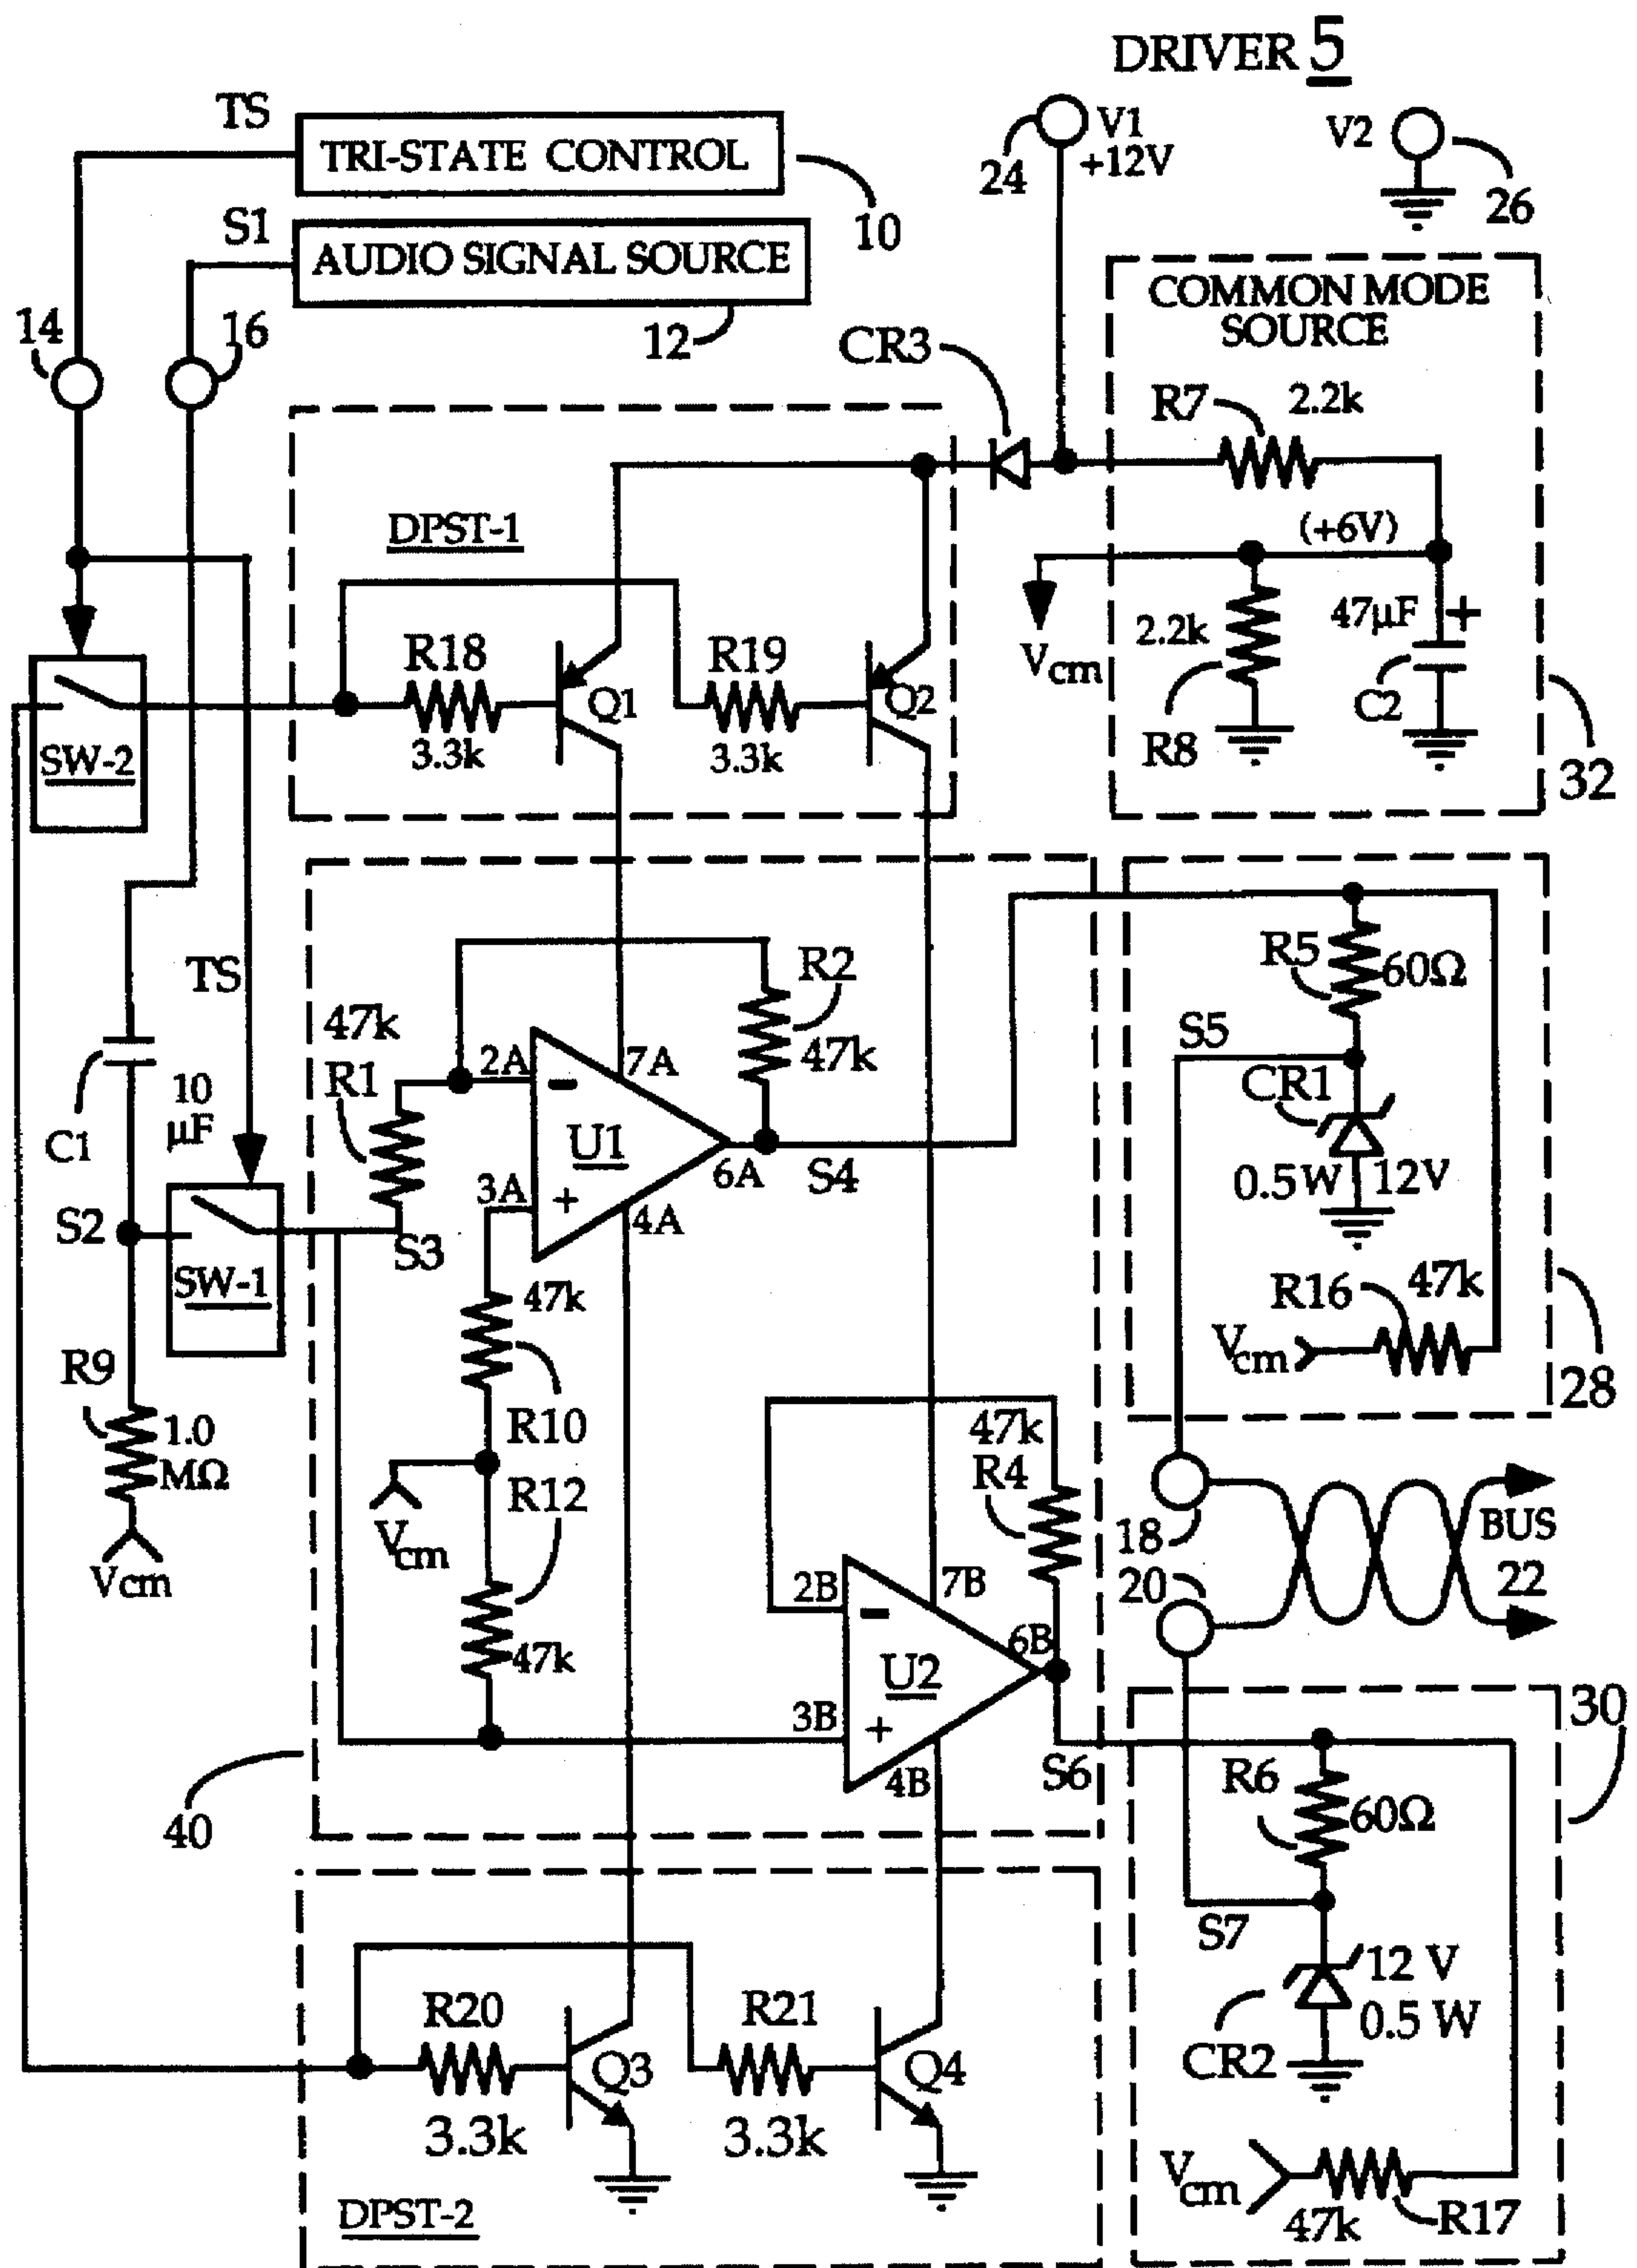 DRIVER 5
TS
TRI-STATE CONTROL
10
S1
AUDIO SIGNAL SOURCE
12
24
V1
+12V
V2
26
14
16
CR3
COMMON MODE
SOURCE
R7
2.2k
(+6V)
DPST-1
Vcm
2.2k
R8
47µF
+
C2
32
R18
3.3k
Q1
R19
3.3k
Q2
SW-2
TS
C1
10
µF
47k
R1
2A
-
7A
R2
47k
U1
3A
+
4A
6A
S4
S2
SW-1
S3
R5
60Ω
S5
CR1
0.5W
12V
R16
47k
Vcm
28
R9
1.0
MΩ
Vcm
47k
R10
Vcm
R12
47k
47k
R4
18
20
BUS
22
2B
-
7B
6B
U2
3B
+
4B
S6
40
30
R6
60Ω
S7
12 V
0.5 W
CR2
R20
3.3k
Q3
R21
3.3k
Q4
DPST-2
Vcm
47k
R17